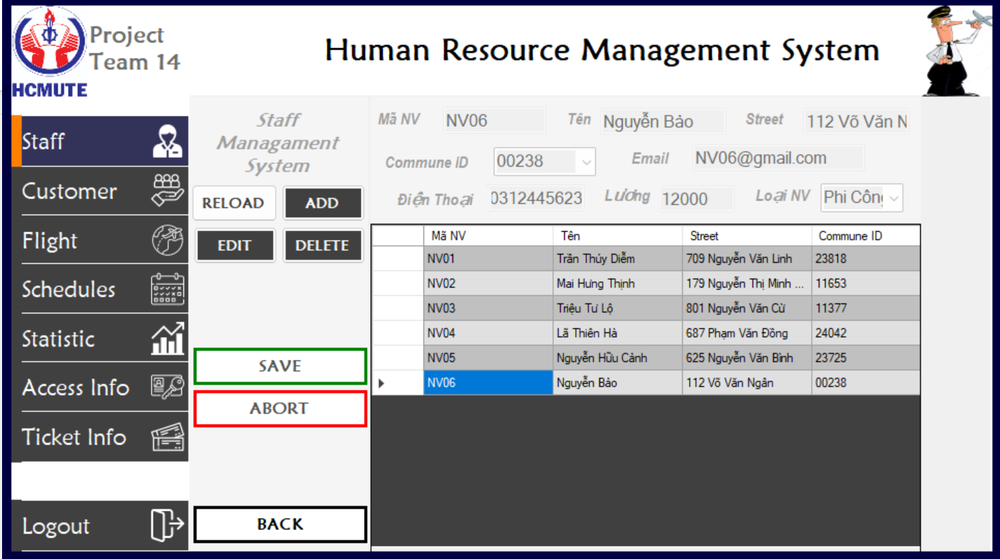 Project
Team 14
HCMUTE
Human Resource Management System
Staff
Customer
Flight
Schedules
Statistic
Access Info
Ticket Info
Logout
Staff
Managament
System
RELOAD ADD
EDIT DELETE
SAVE
ABORT
BACK
Mã NV NV06 Tên Nguyễn Bảo Street 112 Võ Văn N
Commune ID 00238 Email NV06@gmail.com
Điện Thoại 0312445623 Lương 12000 Loại NV Phi Công
Mã NV Tên Street Commune ID
NV01 Trần Thúy Diễm 709 Nguyễn Văn Linh 23818
NV02 Mai Hưng Thịnh 179 Nguyễn Thị Minh ... 11653
NV03 Triệu Tư Lộ 801 Nguyễn Văn Cừ 11377
NV04 Lã Thiên Hà 687 Phạm Văn Đồng 24042
NV05 Nguyễn Hữu Cảnh 625 Nguyễn Văn Bình 23725
NV06 Nguyễn Bảo 112 Võ Văn Ngân 00238